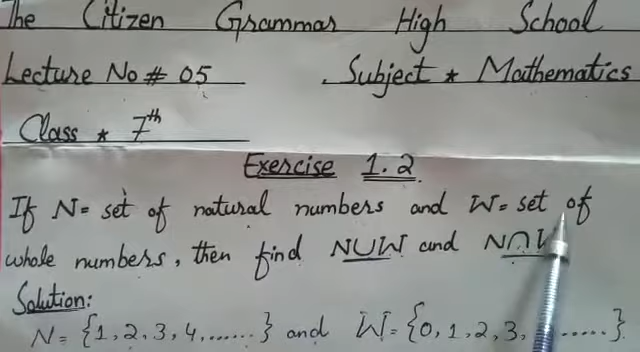 The Citizen Grammar High School
Lecture No # 05 . Subject * Mathematics
Class * 7th
Exercise 1.2
If N = set of natural numbers and W = set of
whole numbers, then find N∪W and N∩
Solution:
N = {1, 2, 3, 4, ......} and W = {0, 1, 2, 3, .....}